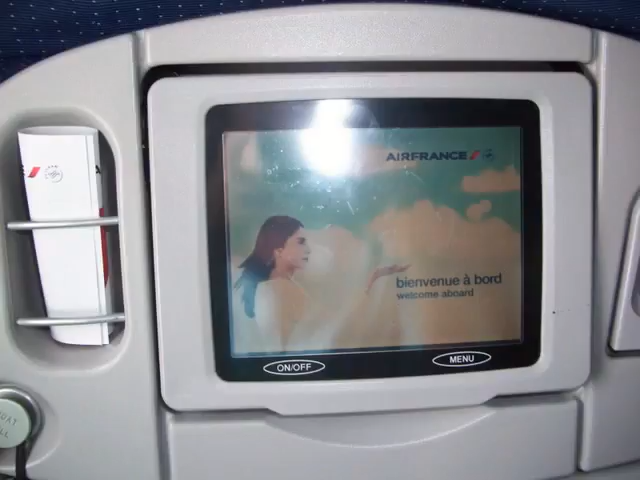 AIRFRANCE
bienvenue à bord
welcome aboard
ON/OFF
MENU